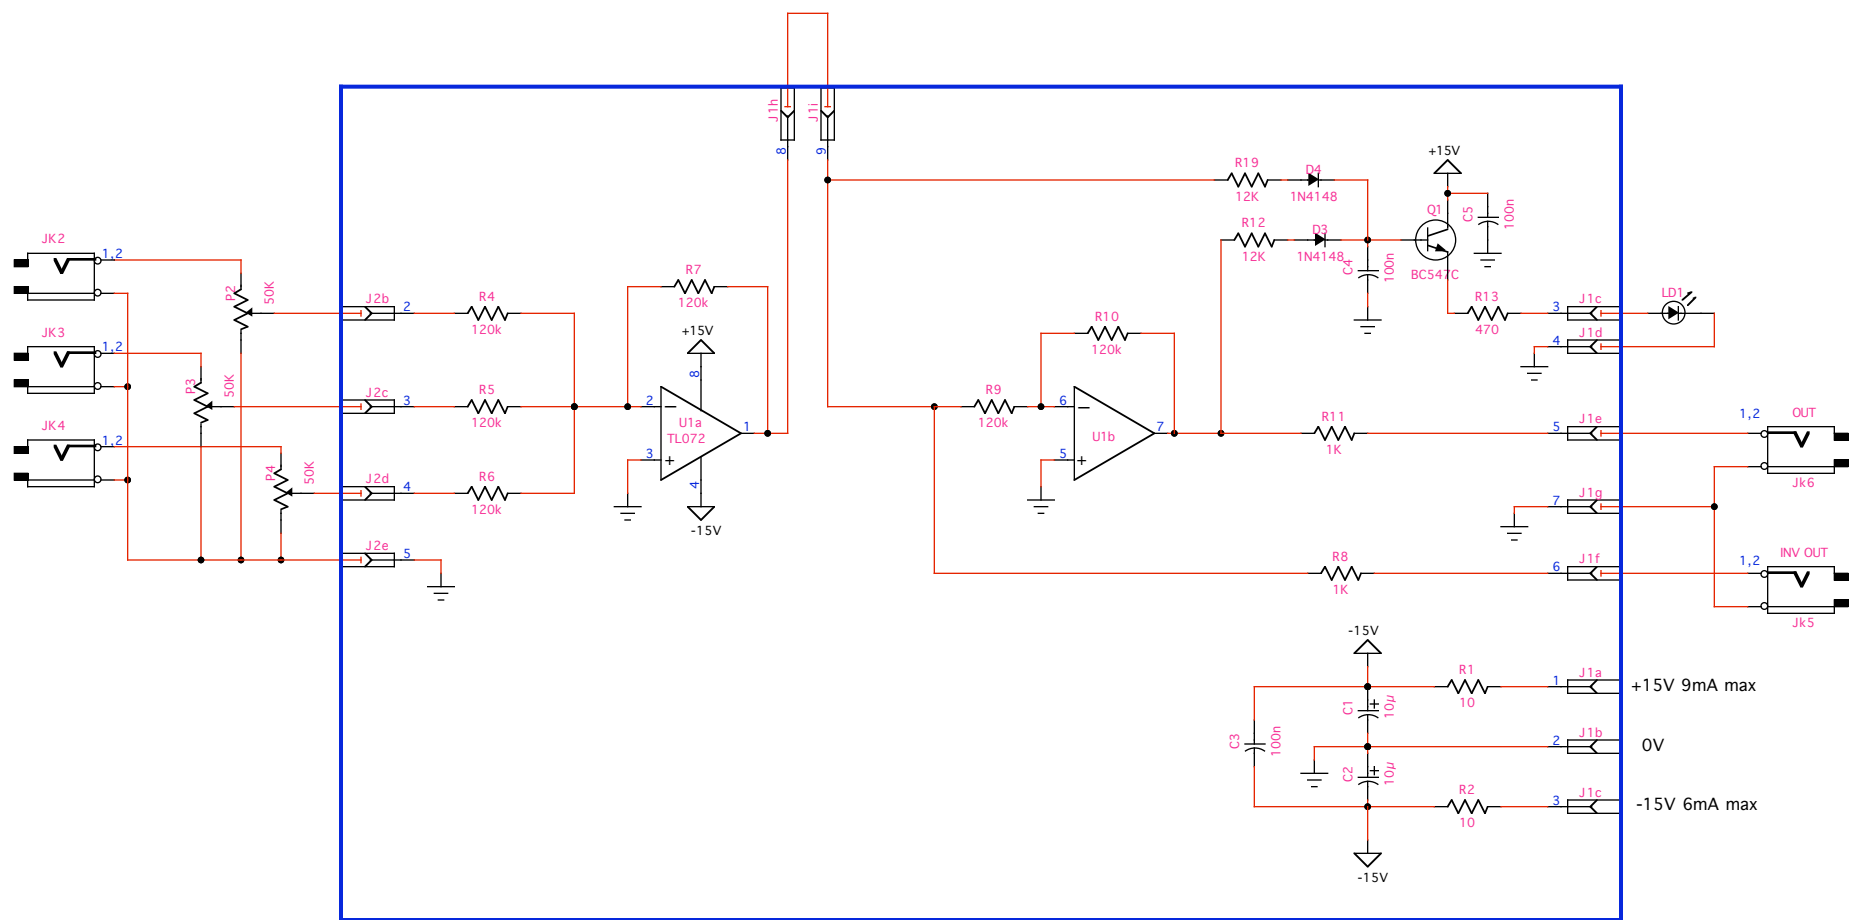 J1h
J1i
8
9
+15V
R19
12K
D4
1N4148
Q1
BC547C
C5
100n
R12
12K
D3
1N4148
C4
100n
JK2
1,2
P2
50K
J2b
2
R4
120k
R7
120k
+15V
R10
120k
R13
470
3
J1c
LD1
4
J1d
JK3
1,2
P3
50K
J2c
3
R5
120k
2
8
U1a
TL072
1
3
4
-15V
R9
120k
6
U1b
7
5
R11
1K
5
J1e
1,2
OUT
Jk6
JK4
1,2
P4
50K
J2d
4
R6
120k
7
J1g
J2e
5
R8
1K
6
J1f
1,2
INV OUT
Jk5
-15V
R1
10
1
J1a
+15V 9mA max
C1
10µ
C3
100n
2
J1b
0V
C2
10µ
R2
10
3
J1c
-15V 6mA max
-15V